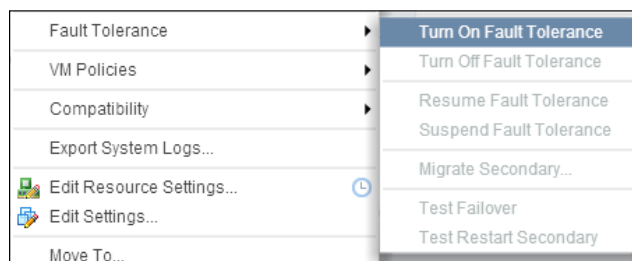 Fault Tolerance
VM Policies
Compatibility
Export System Logs...
Edit Resource Settings...
Edit Settings...
Move To...
Turn On Fault Tolerance
Turn Off Fault Tolerance
Resume Fault Tolerance
Suspend Fault Tolerance
Migrate Secondary...
Test Failover
Test Restart Secondary